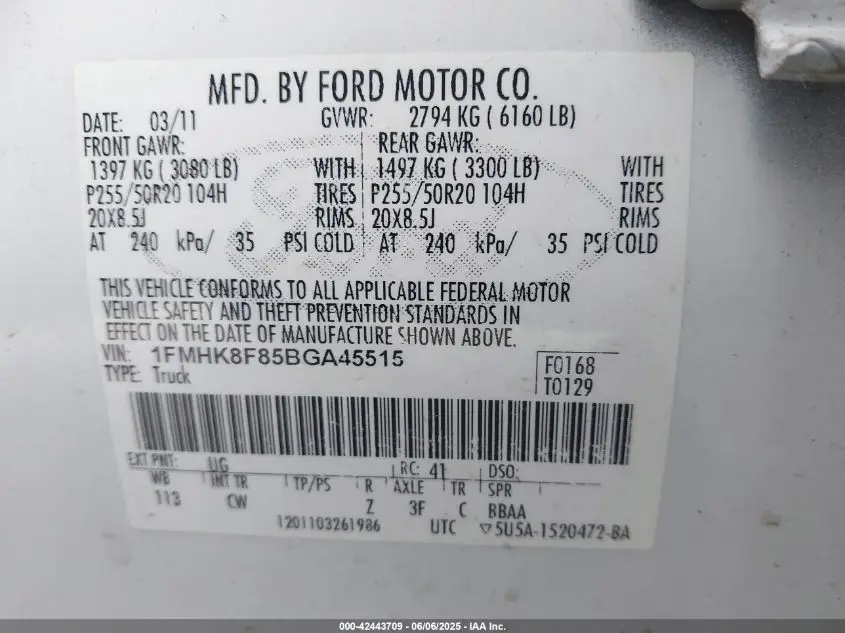 MFD. BY FORD MOTOR CO.
DATE: 03/11 GVWR: 2794 KG ( 6160 LB)
FRONT GAWR: REAR GAWR:
1397 KG ( 3080 LB) WITH 1497 KG ( 3300 LB) WITH
P255/50R20 104H TIRES P255/50R20 104H TIRES
20X8.5J RIMS 20X8.5J RIMS
AT 240 kPa/ 35 PSI COLD AT 240 kPa/ 35 PSI COLD
THIS VEHICLE CONFORMS TO ALL APPLICABLE FEDERAL MOTOR
VEHICLE SAFETY AND THEFT PREVENTION STANDARDS IN
EFFECT ON THE DATE OF MANUFACTURE SHOWN ABOVE.
VIN: 1FMHK8F85BGA45515 F0168
TYPE: Truck T0129
EXT PNT: UG RC: 41 DSO:
WB INT TR TP/PS R AXLE TR SPR
113 CW Z 3F C BBAA
1201103261986 UTC ▽5U5A-1520472-BA
000-42443709 - 06/06/2025 - IAA Inc.